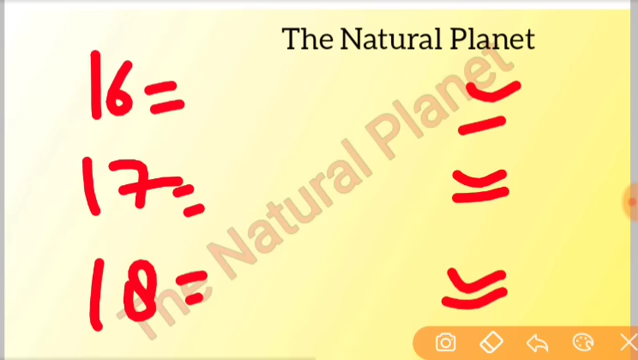 The Natural Planet
16=
17=
18=
The Natural Planet